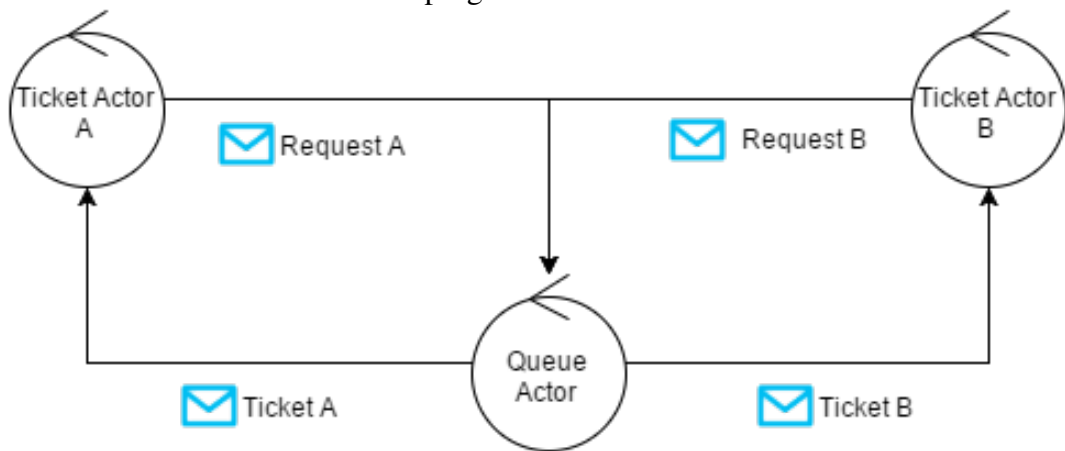 Ticket Actor
A
Ticket Actor
B
Request A
Request B
Queue
Actor
Ticket A
Ticket B